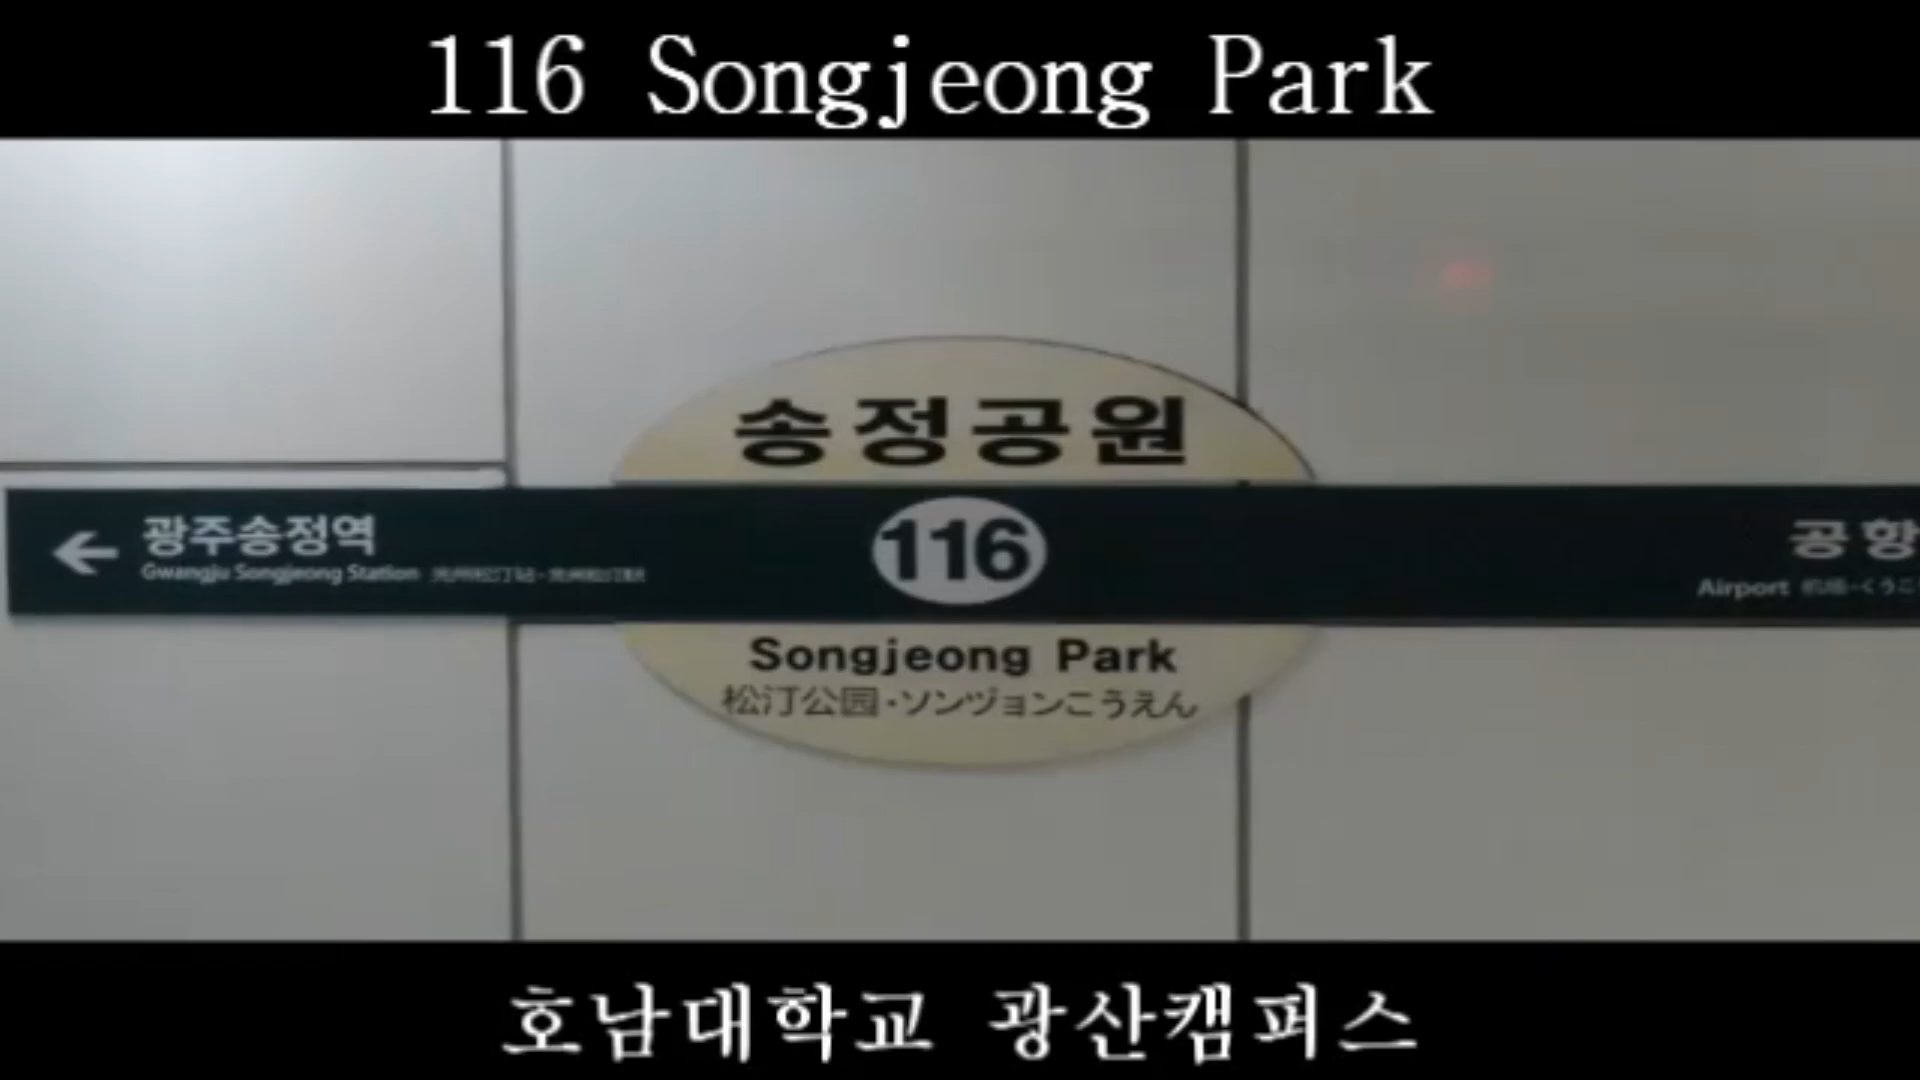 116 Songjeong Park
송정공원
← 광주송정역
Gwangju Songjeong Station
116
공항
Airport
Songjeong Park
松汀公园·ソンヅョンこうえん
호남대학교 광산캠퍼스